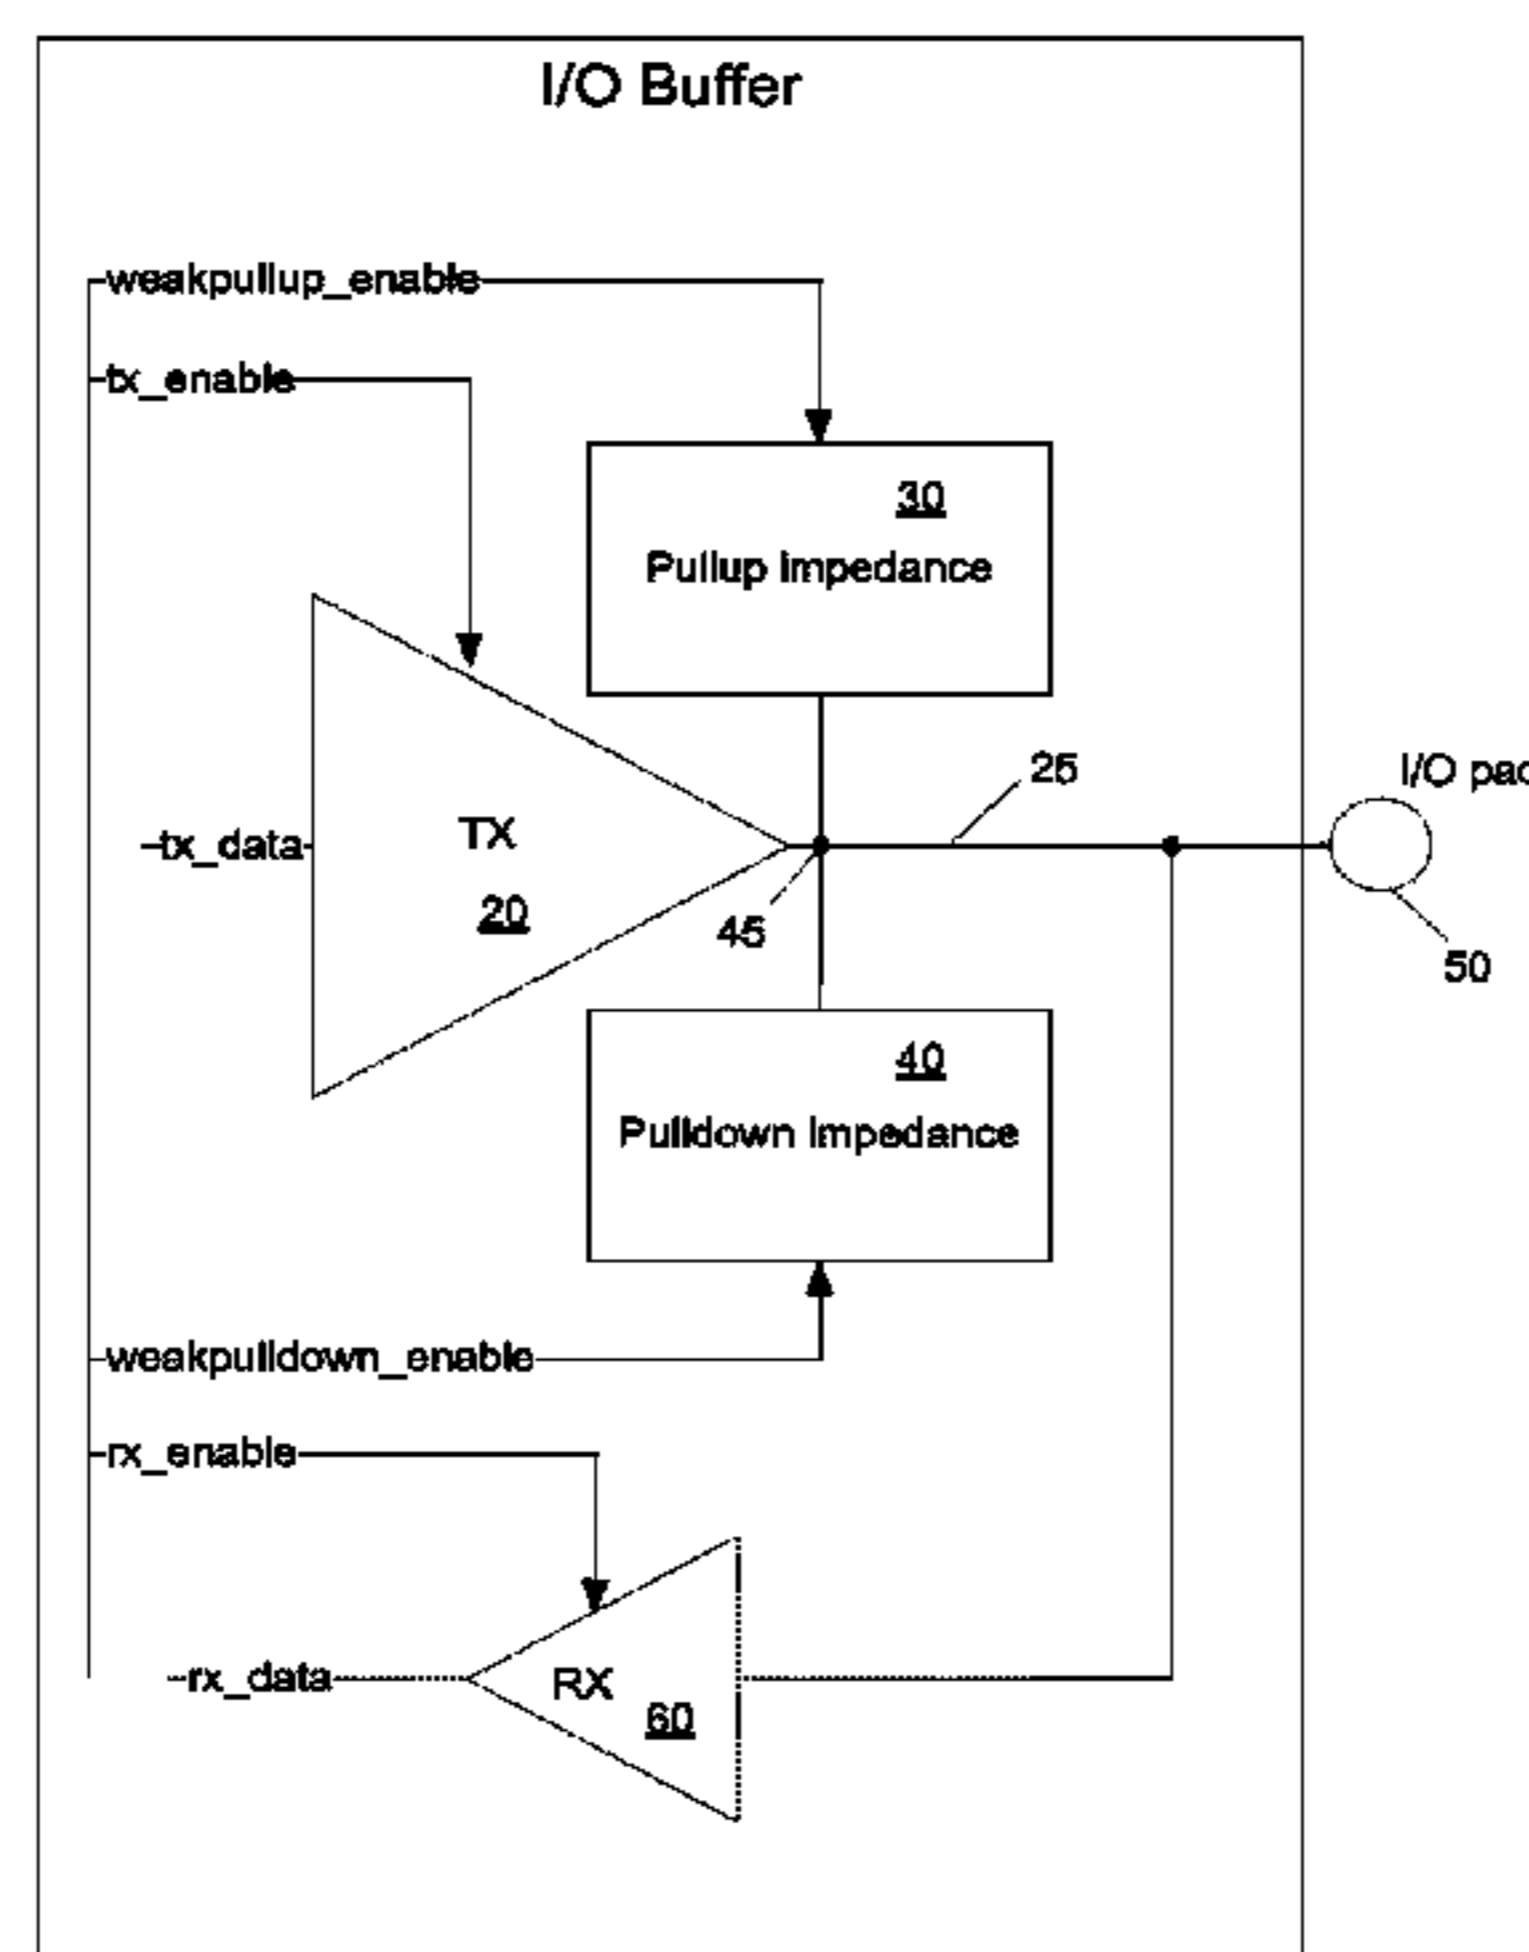 I/O Buffer
weakpullup_enable
tx_enable
30
Pullup Impedance
25
I/O pad
TX
tx_data
20
45
50
40
Pulldown Impedance
weakpulldown_enable
rx_enable
rx_data
RX
60